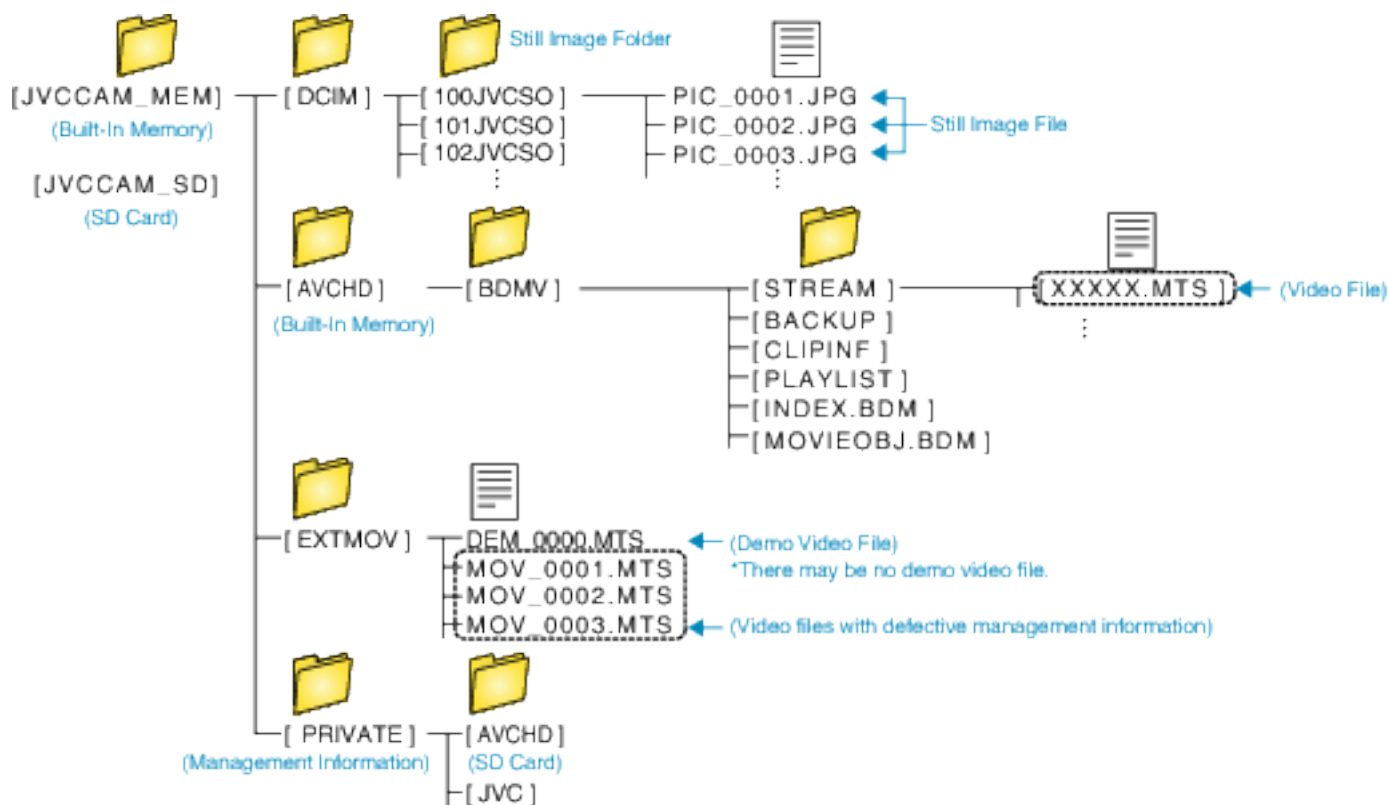 Still Image Folder
[JVCCAM_MEM] [DCIM] [100JVCSO] PIC_0001.JPG
(Built-In Memory) [101JVCSO] PIC_0002.JPG Still Image File
[102JVCSO] PIC_0003.JPG
[JVCCAM_SD]
(SD Card)
[AVCHD] [BDMV] [STREAM] [XXXXX.MTS] (Video File)
(Built-In Memory) [BACKUP]
[CLIPINF]
[PLAYLIST]
[INDEX.BDM]
[MOVIEOBJ.BDM]
[EXTMOV] DEM_0000.MTS (Demo Video File)
MOV_0001.MTS *There may be no demo video file.
MOV_0002.MTS
MOV_0003.MTS (Video files with defective management information)
[PRIVATE] [AVCHD]
(Management Information) (SD Card)
[JVC]